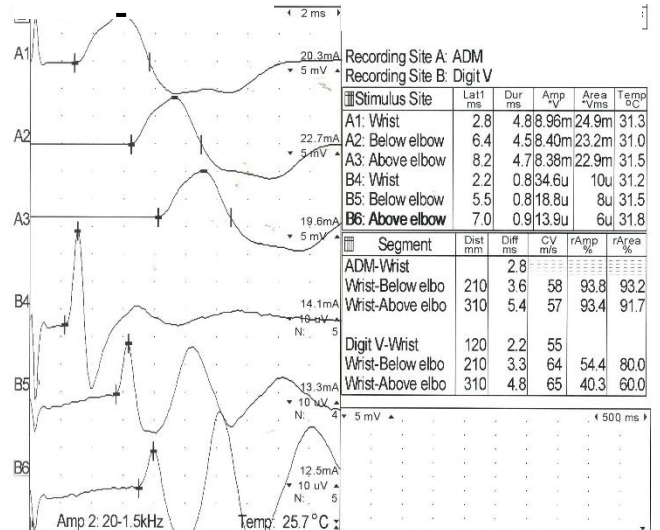 2 ms
A1
20.3mA
5 mV
A2
22.7mA
5 mV
A3
19.6mA
5 mV
B4
14.1mA
10 uV
N: 5
B5
13.3mA
10 uV
N: 4
B6
12.5mA
10 uV
N: 5
Amp 2: 20-1.5kHz Temp: 25.7°C
Recording Site A: ADM
Recording Site B: Digit V
Stimulus Site Lat1 ms Dur ms Amp Area Temp °C
A1: Wrist 2.8 4.8 8.96m 24.9m 31.3
A2: Below elbow 6.4 4.5 8.40m 23.2m 31.0
A3: Above elbow 8.2 4.7 8.38m 22.9m 31.5
B4: Wrist 2.2 0.8 34.6u 10u 31.2
B5: Below elbow 5.5 0.8 18.8u 8u 31.5
B6: Above elbow 7.0 0.9 13.9u 6u 31.8
Segment Dist mm Diff ms CV m/s rAmp % rArea %
ADM-Wrist 2.8
Wrist-Below elbo 210 3.6 58 93.8 93.2
Wrist-Above elbo 310 5.4 57 93.4 91.7
Digit V-Wrist 120 2.2 55
Wrist-Below elbo 210 3.3 64 54.4 80.0
Wrist-Above elbo 310 4.8 65 40.3 60.0
5 mV 500 ms